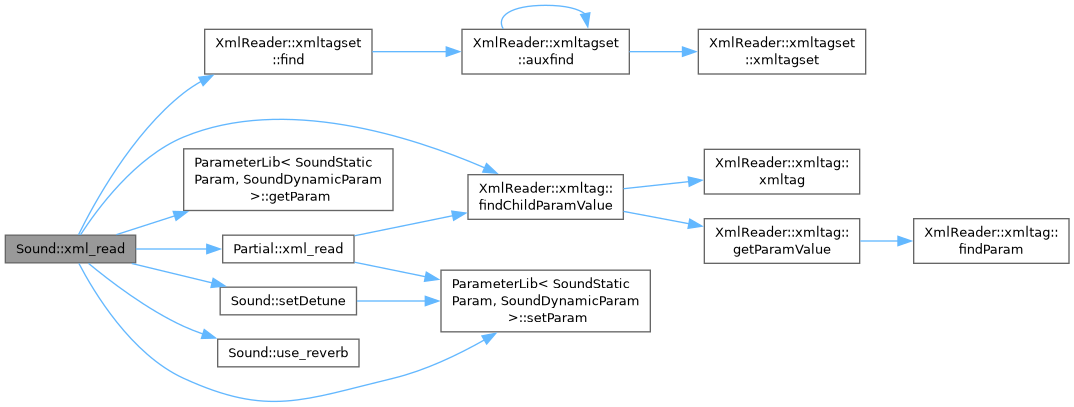 XmlReader::xmltagset
::find
XmlReader::xmltagset
::auxfind
XmlReader::xmltagset
::xmltagset
ParameterLib< SoundStatic
Param, SoundDynamicParam
>::getParam
XmlReader::xmltag::
findChildParamValue
XmlReader::xmltag::
xmltag
Sound::xml_read
Partial::xml_read
XmlReader::xmltag::
getParamValue
XmlReader::xmltag::
findParam
Sound::setDetune
ParameterLib< SoundStatic
Param, SoundDynamicParam
>::setParam
Sound::use_reverb